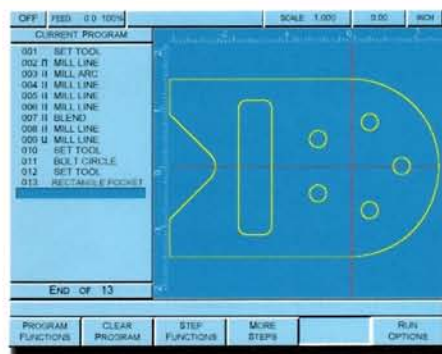 OFF FEED 0.0 100% SCALE 1.000 0.00 INCH
CURRENT PROGRAM
001 SET TOOL
002 MILL LINE
003 MILL ARC
004 MILL LINE
005 MILL LINE
006 MILL LINE
007 BLEND
008 MILL LINE
009 MILL LINE
010 SET TOOL
011 BOLT CIRCLE
012 SET TOOL
013 RECTANGLE POCKET
END OF 13
PROGRAM FUNCTIONS
CLEAR PROGRAM
STEP FUNCTIONS
MORE STEPS
RUN OPTIONS